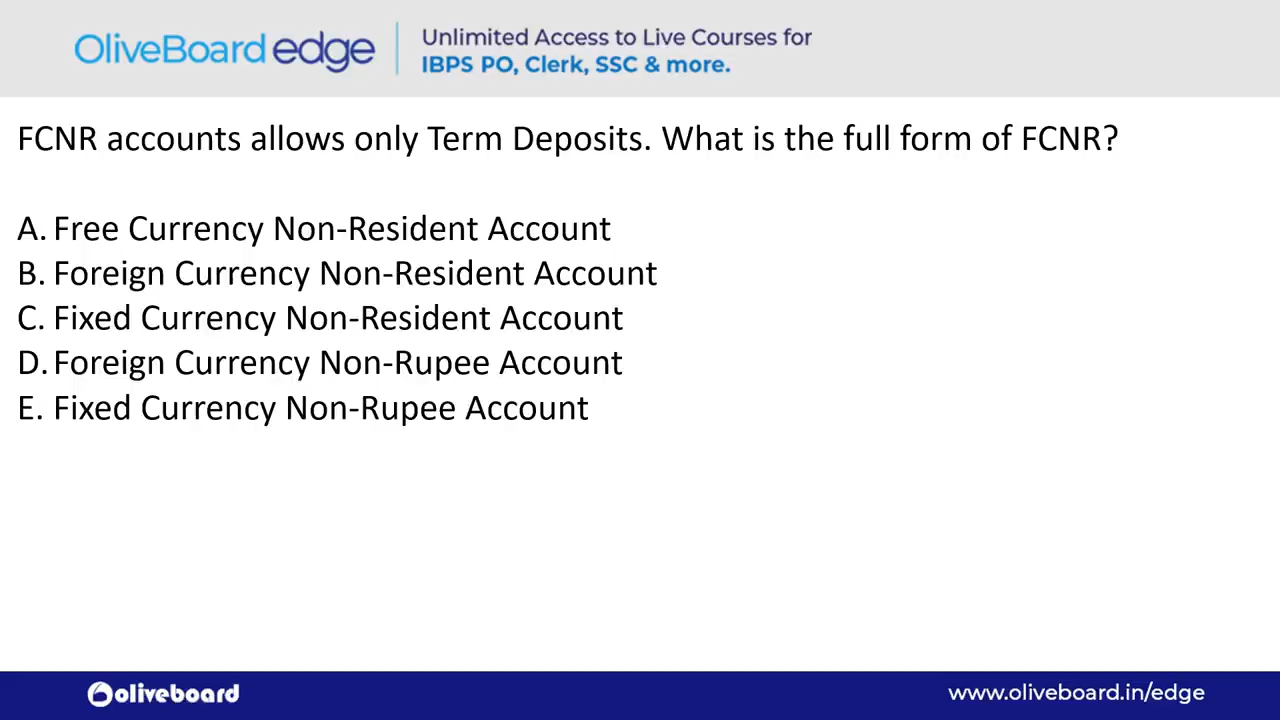 OliveBoard edge
Unlimited Access to Live Courses for
IBPS PO, Clerk, SSC & more.
FCNR accounts allows only Term Deposits. What is the full form of FCNR?
A. Free Currency Non-Resident Account
B. Foreign Currency Non-Resident Account
C. Fixed Currency Non-Resident Account
D. Foreign Currency Non-Rupee Account
E. Fixed Currency Non-Rupee Account
oliveboard
www.oliveboard.in/edge